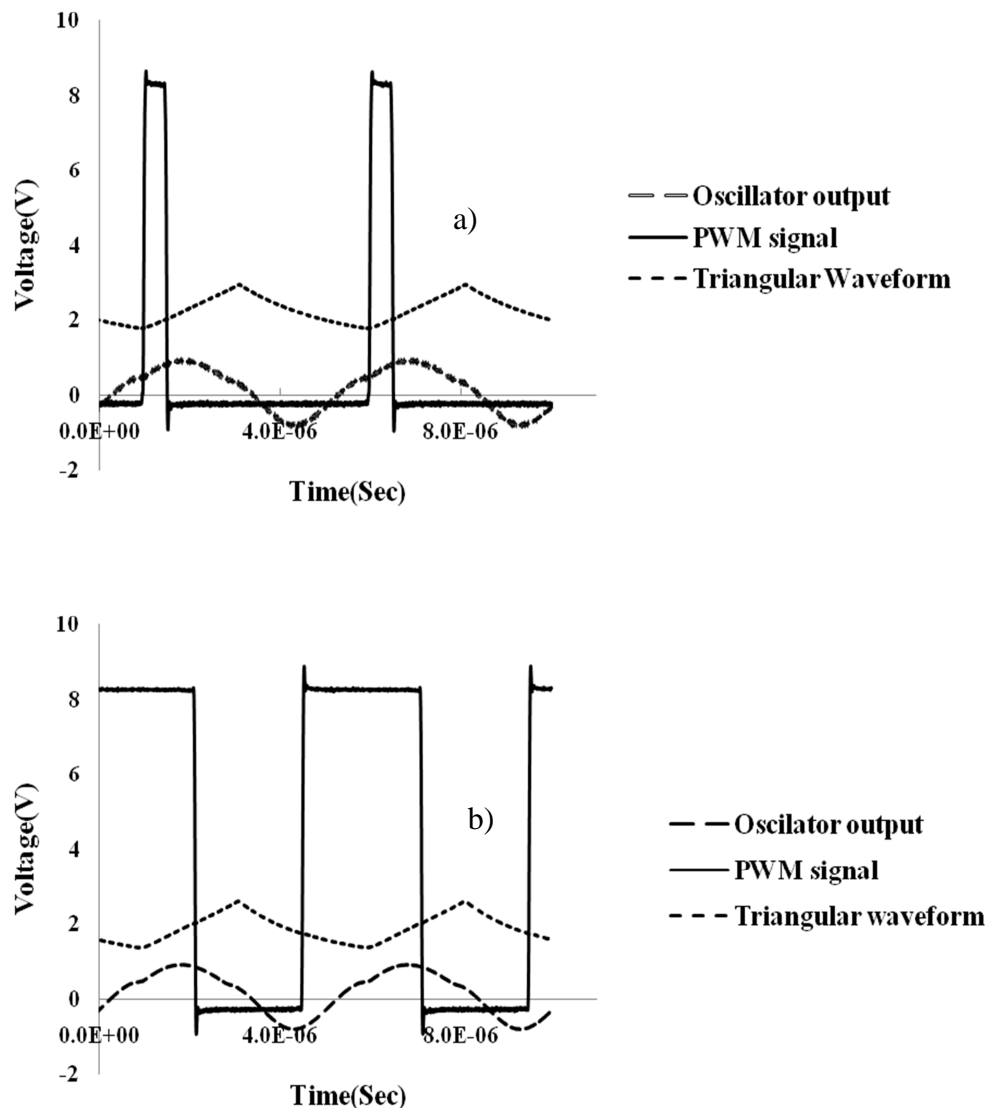 10
8
6
4
2
0
-2
Voltage(V)
0.0E+00 4.0E-06 8.0E-06
Time(Sec)
a)
Oscillator output
PWM signal
Triangular Waveform
10
8
6
4
2
0
-2
Voltage(V)
0.0E+00 4.0E-06 8.0E-06
Time(Sec)
b)
Oscilator output
PWM signal
Triangular waveform